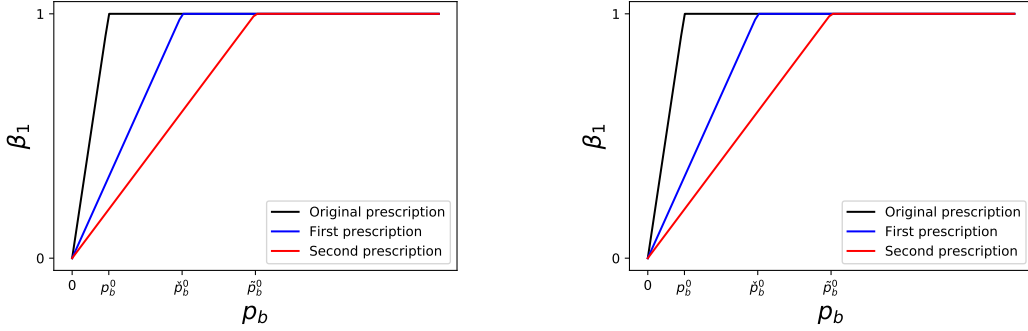 1
β₁
0
Original prescription
First prescription
Second prescription
0 p_b^0 p̃_b^0 p̃_b^0
p_b
1
β₁
0
Original prescription
First prescription
Second prescription
0 p_b^0 p̃_b^0 p̃_b^0
p_b